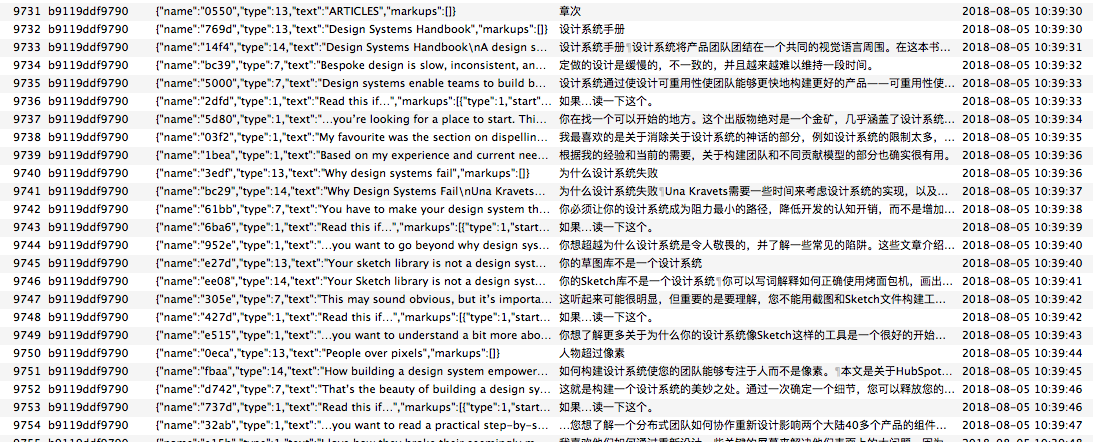 9731 b9119ddf9790 {"name":"0550","type":13,"text":"ARTICLES","markups":[]} 章次 2018-08-05 10:39:30
9732 b9119ddf9790 {"name":"769d","type":13,"text":"Design Systems Handbook","markups":[]} 设计系统手册 2018-08-05 10:39:30
9733 b9119ddf9790 {"name":"14f4","type":14,"text":"Design Systems Handbook\nA design s... 设计系统手册¶设计系统将产品团队团结在一个共同的视觉语言周围。在这本书... 2018-08-05 10:39:31
9734 b9119ddf9790 {"name":"bc39","type":7,"text":"Bespoke design is slow, inconsistent, an... 定做的设计是缓慢的，不一致的，并且越来越难以维持一段时间。 2018-08-05 10:39:32
9735 b9119ddf9790 {"name":"5000","type":7,"text":"Design systems enable teams to build b... 设计系统通过使设计可重用性使团队能够更快地构建更好的产品——可重用性使... 2018-08-05 10:39:33
9736 b9119ddf9790 {"name":"2dfd","type":1,"text":"Read this if…","markups":[{"type":1,"start"... 如果...读一下这个。 2018-08-05 10:39:33
9737 b9119ddf9790 {"name":"5d80","type":1,"text":"…you're looking for a place to start. Thi... 你在找一个可以开始的地方。这个出版物绝对是一个金矿，几乎涵盖了设计系统... 2018-08-05 10:39:34
9738 b9119ddf9790 {"name":"03f2","type":1,"text":"My favourite was the section on dispellin... 我最喜欢的是关于消除关于设计系统的神话的部分，例如设计系统的限制太多，... 2018-08-05 10:39:35
9739 b9119ddf9790 {"name":"1bea","type":1,"text":"Based on my experience and current nee... 根据我的经验和当前的需要，关于构建团队和不同贡献模型的部分也确实很有用。 2018-08-05 10:39:36
9740 b9119ddf9790 {"name":"3edf","type":13,"text":"Why design systems fail","markups":[]} 为什么设计系统失败 2018-08-05 10:39:36
9741 b9119ddf9790 {"name":"bc29","type":14,"text":"Why Design Systems Fail\nUna Kravets... 为什么设计系统失败¶Una Kravets需要一些时间来考虑设计系统的实现，以及... 2018-08-05 10:39:37
9742 b9119ddf9790 {"name":"61bb","type":7,"text":"You have to make your design system th... 你必须让你的设计系统成为阻力最小的路径，降低开发的认知开销，而不是增加... 2018-08-05 10:39:38
9743 b9119ddf9790 {"name":"6ba6","type":1,"text":"Read this if…","markups":[{"type":1,"start... 如果...读一下这个。 2018-08-05 10:39:39
9744 b9119ddf9790 {"name":"952e","type":1,"text":"…you want to go beyond why design sys... 你想超越为什么设计系统是令人敬畏的，并了解一些常见的陷阱。这些文章介绍... 2018-08-05 10:39:40
9745 b9119ddf9790 {"name":"e27d","type":13,"text":"Your sketch library is not a design syst... 你的草图库不是一个设计系统 2018-08-05 10:39:40
9746 b9119ddf9790 {"name":"ee08","type":14,"text":"Your Sketch library is not a design syst... 你的Sketch库不是一个设计系统¶你可以写词解释如何正确使用烤面包机，画出... 2018-08-05 10:39:41
9747 b9119ddf9790 {"name":"305e","type":7,"text":"This may sound obvious, but it's importa... 这听起来可能很明显，但重要的是要理解，您不能用截图和Sketch文件构建工... 2018-08-05 10:39:42
9748 b9119ddf9790 {"name":"427d","type":1,"text":"Read this if…","markups":[{"type":1,"start... 如果...读一下这个。 2018-08-05 10:39:42
9749 b9119ddf9790 {"name":"e515","type":1,"text":"…you want to understand a bit more abo... 你想了解更多关于为什么你的设计系统像Sketch这样的工具是一个很好的开始... 2018-08-05 10:39:43
9750 b9119ddf9790 {"name":"0eca","type":13,"text":"People over pixels","markups":[]} 人物超过像素 2018-08-05 10:39:44
9751 b9119ddf9790 {"name":"fbaa","type":14,"text":"How building a design system empower... 如何构建设计系统使您的团队能够专注于人而不是像素。¶本文是关于HubSpot... 2018-08-05 10:39:45
9752 b9119ddf9790 {"name":"d742","type":7,"text":"That's the beauty of building a design sy... 这就是构建一个设计系统的美妙之处。通过一次确定一个细节，您可以释放您的... 2018-08-05 10:39:46
9753 b9119ddf9790 {"name":"737d","type":1,"text":"Read this if…","markups":[{"type":1,"start... 如果...读一下这个。 2018-08-05 10:39:46
9754 b9119ddf9790 {"name":"32ab","type":1,"text":"…you want to read a practical step-by-s... ...您想了解一个分布式团队如何协作重新设计影响两个大陆40多个产品的组件... 2018-08-05 10:39:47